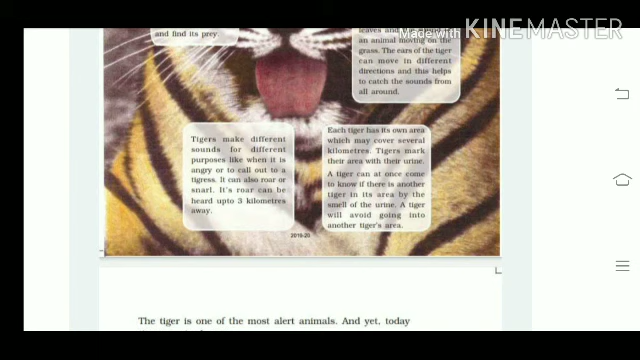 Made with KINEMASTER
and find its prey.
leaves and
an animal moving on the
grass. The ears of the tiger
can move in different
directions and this helps
to catch the sounds from
all around.
Tigers make different
sounds for different
purposes like when it is
angry or to call out to a
tigress. It can also roar or
snarl. It's roar can be
heard upto 3 kilometres
away.
Each tiger has its own area
which may cover several
kilometres. Tigers mark
their area with their urine.
A tiger can at once come
to know if there is another
tiger in its area by the
smell of the urine. A tiger
will avoid going into
another tiger's area.
2019-20
The tiger is one of the most alert animals. And yet, today